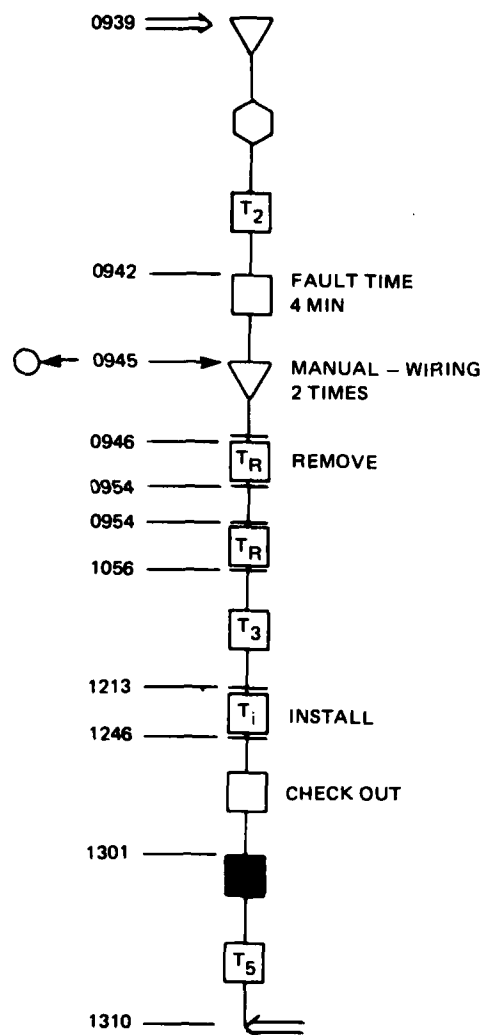 0939
T2
0942
FAULT TIME
4 MIN
0945
MANUAL – WIRING
2 TIMES
0946
TR
REMOVE
0954
0954
TR
1056
T3
1213
Ti
INSTALL
1246
CHECK OUT
1301
T5
1310